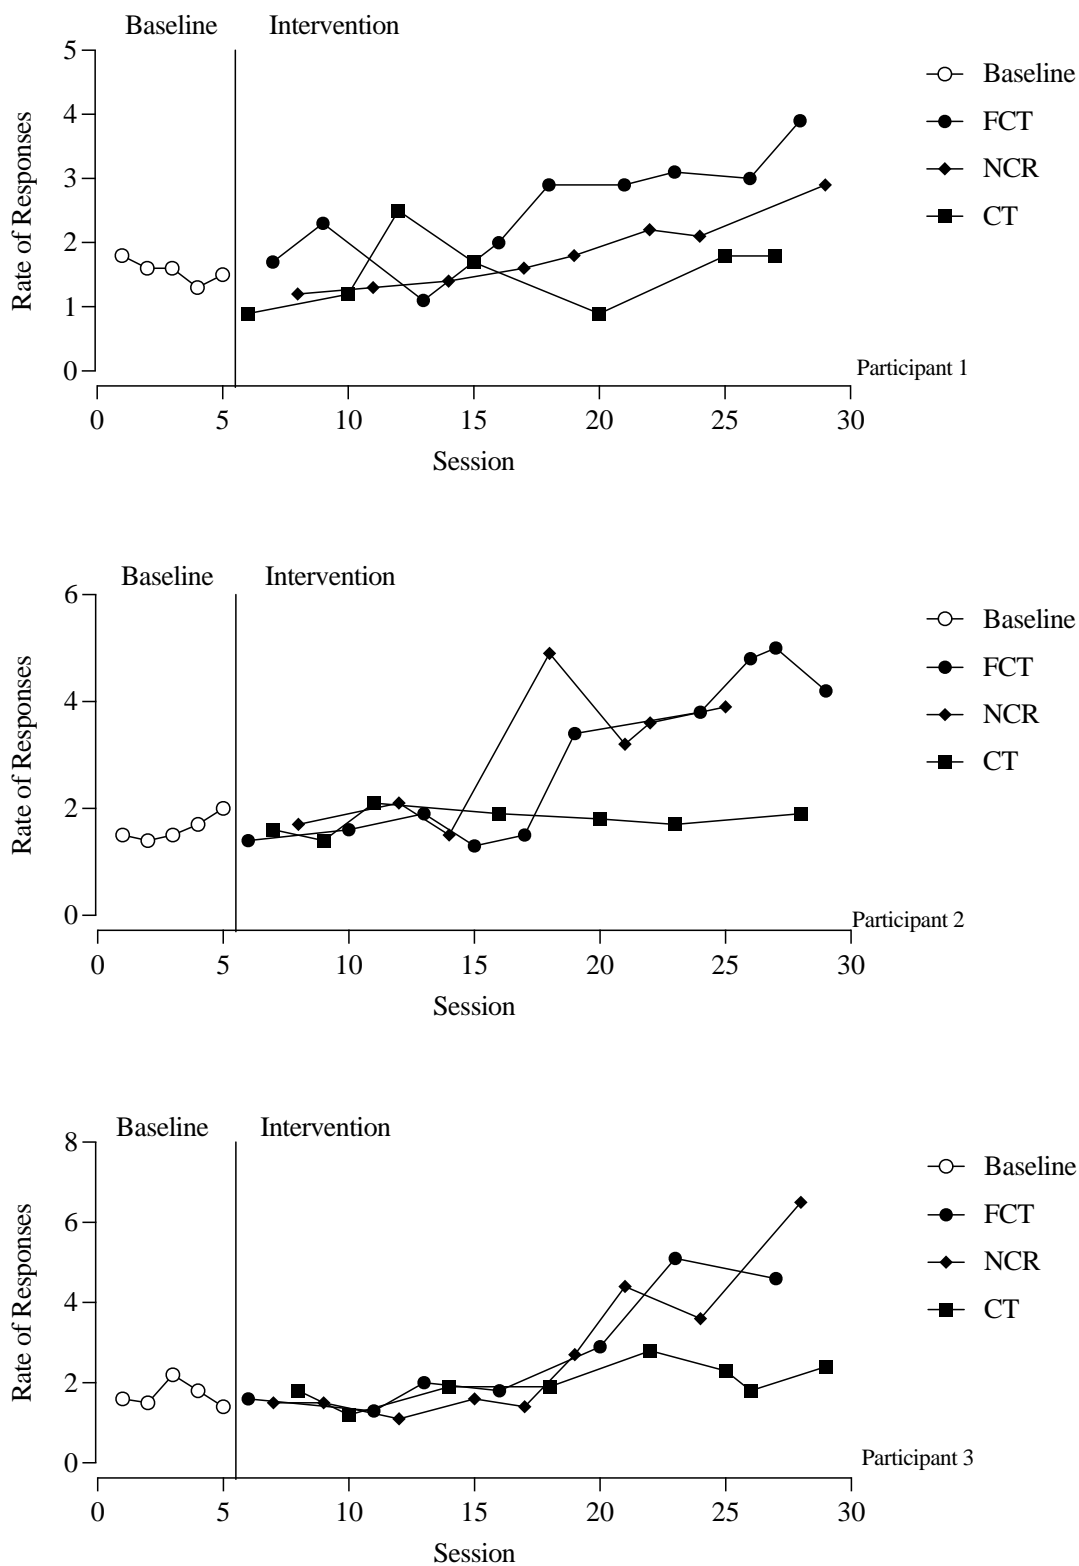 Baseline Intervention
5
4
3
2
1
0
Rate of Responses
Baseline
FCT
NCR
CT
Participant 1
0 5 10 15 20 25 30
Session
Baseline Intervention
6
4
2
0
Rate of Responses
Baseline
FCT
NCR
CT
Participant 2
0 5 10 15 20 25 30
Session
Baseline Intervention
8
6
4
2
0
Rate of Responses
Baseline
FCT
NCR
CT
Participant 3
0 5 10 15 20 25 30
Session